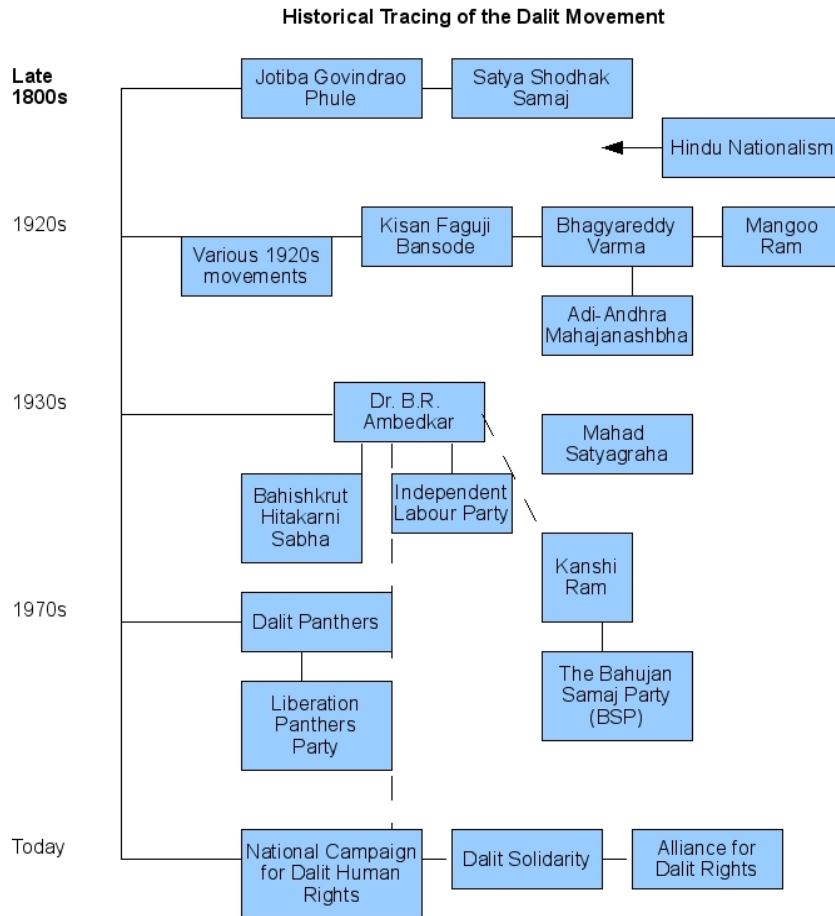 Historical Tracing of the Dalit Movement
Late
1800s
Jotiba Govindrao
Phule
Satya Shodhak
Samaj
Hindu Nationalism
1920s
Various 1920s
movements
Kisan Faguji
Bansode
Bhagyareddy
Varma
Mangoo
Ram
Adi-Andhra
Mahajanashbha
1930s
Dr. B.R.
Ambedkar
Mahad
Satyagraha
Bahishkrut
Hitakarni
Sabha
Independent
Labour Party
Kanshi
Ram
1970s
Dalit Panthers
The Bahujan
Samaj Party
(BSP)
Liberation
Panthers
Party
Today
National Campaign
for Dalit Human
Rights
Dalit Solidarity
Alliance for
Dalit Rights